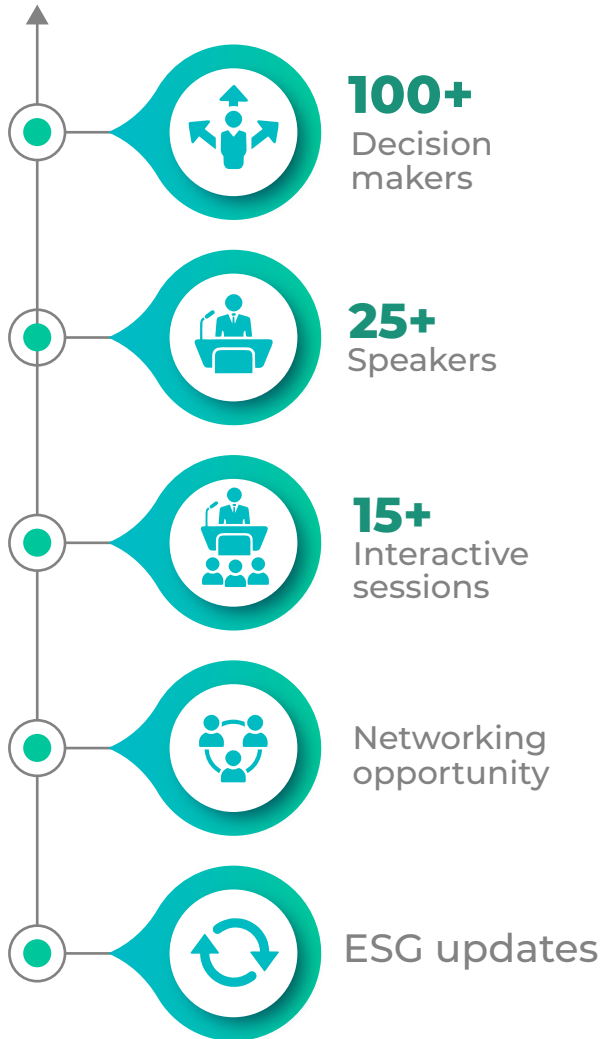 100+
Decision
makers
25+
Speakers
15+
Interactive
sessions
Networking
opportunity
ESG updates